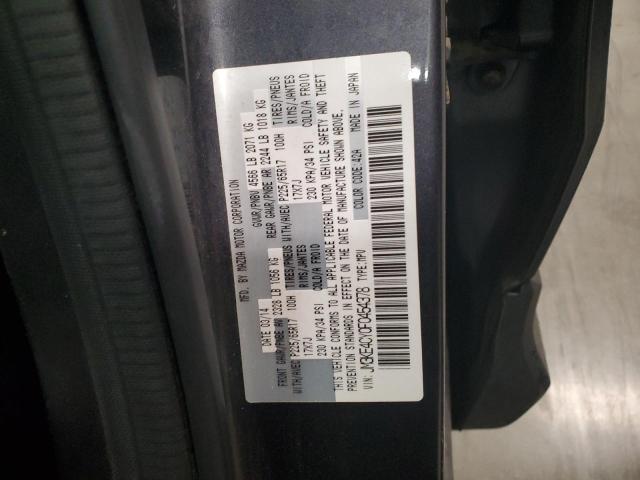 MFD. BY MAZDA MOTOR CORPORATION
DATE 03/14 GVWR/PNBV 4566 LB 2071 KG
FRONT GAWR/PNBE AR 2328 LB 1056 KG REAR GAWR/PNBE AR 2244 LB 1018 KG
WITH/AVEC P225/65R17 100H TIRES/PNEUS WITH/AVEC P225/65R17 100H TIRES/PNEUS
17X7J RIMS/JANTES 17X7J RIMS/JANTES
230 KPA/34 PSI COLD/A FROID 230 KPA/34 PSI COLD/A FROID
THIS VEHICLE CONFORMS TO ALL APPLICABLE FEDERAL MOTOR VEHICLE SAFETY AND THEFT
PREVENTION STANDARDS IN EFFECT ON THE DATE OF MANUFACTURE SHOWN ABOVE.
VIN: JM3KE4CY0F0454378 TYPE:MPV COLOR CODE:42A MADE IN JAPAN